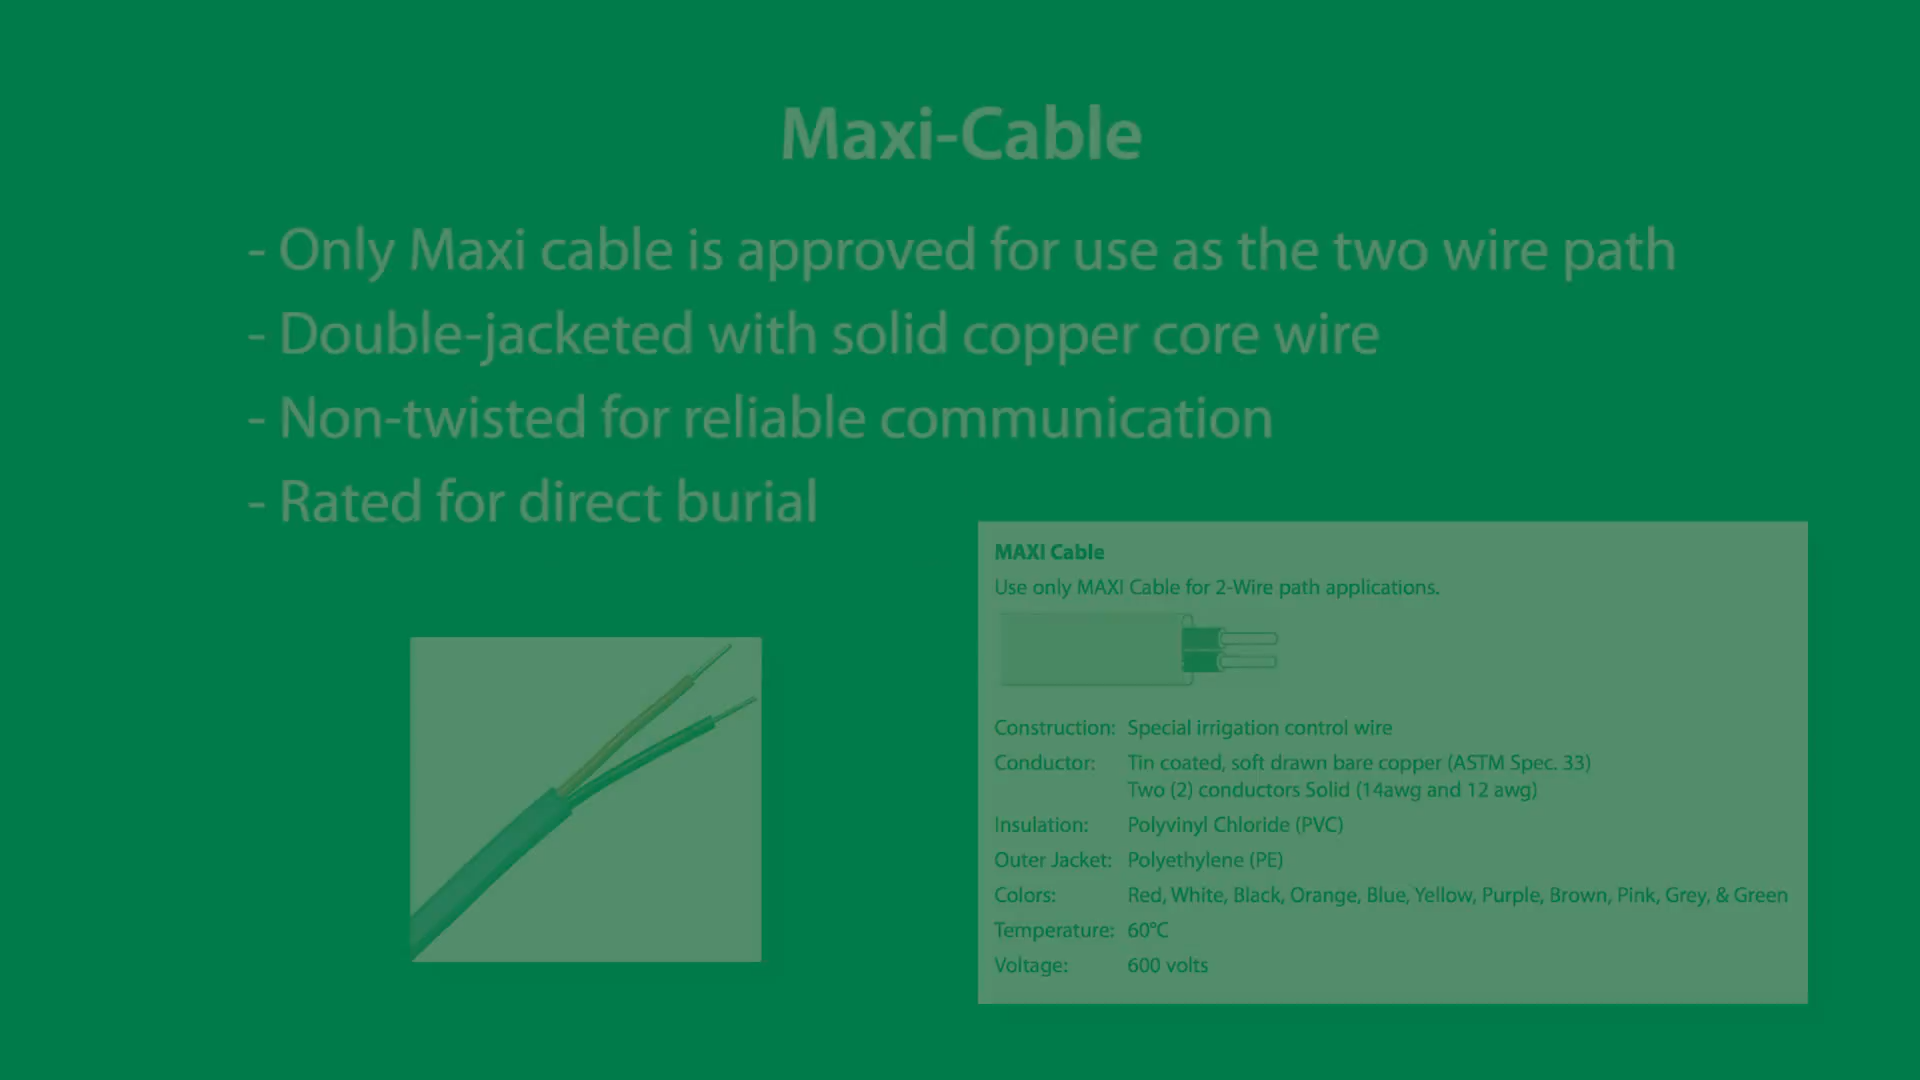 Maxi-Cable
- Only Maxi cable is approved for use as the two wire path
- Double-jacketed with solid copper core wire
- Non-twisted for reliable communication
- Rated for direct burial
MAXI Cable
Use only MAXI Cable for 2-Wire path applications.
Construction: Special irrigation control wire
Conductor: Tin coated, soft drawn bare copper (ASTM Spec. 33)
Two (2) conductors Solid (14awg and 12 awg)
Insulation: Polyvinyl Chloride (PVC)
Outer Jacket: Polyethylene (PE)
Colors: Red, White, Black, Orange, Blue, Yellow, Purple, Brown, Pink, Grey, & Green
Temperature: 60°C
Voltage: 600 volts